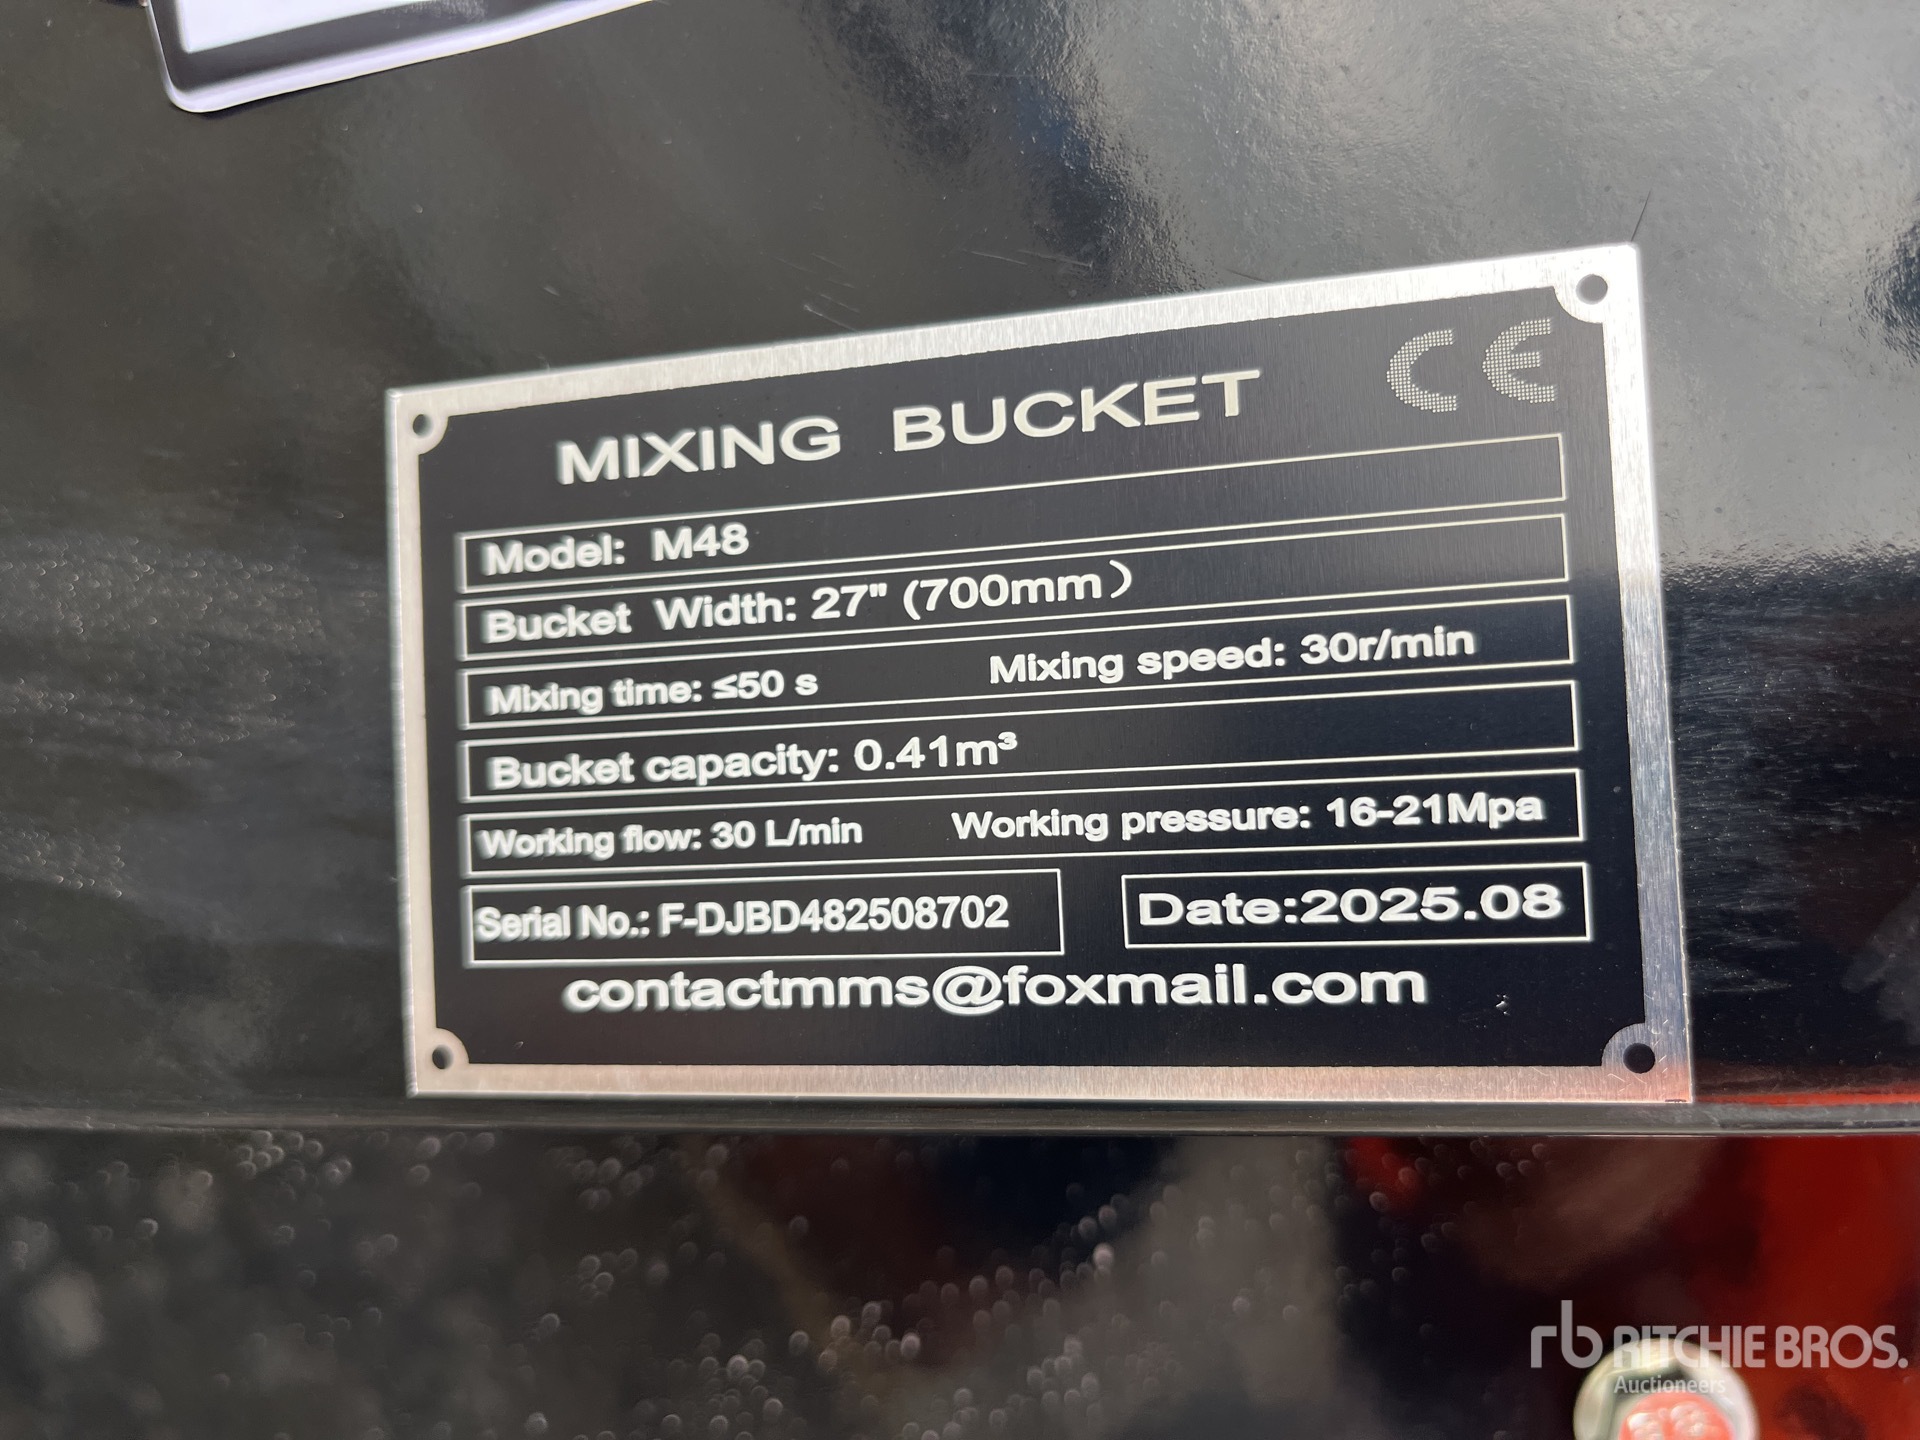 CE
MIXING BUCKET
Model: M48
Bucket Width: 27" (700mm)
Mixing time: ≤50 s Mixing speed: 30r/min
Bucket capacity: 0.41m³
Working flow: 30 L/min Working pressure: 16-21Mpa
Serial No.: F-DJBD482508702 Date:2025.08
contactmms@foxmail.com
rb RITCHIE BROS.
Auctioneers